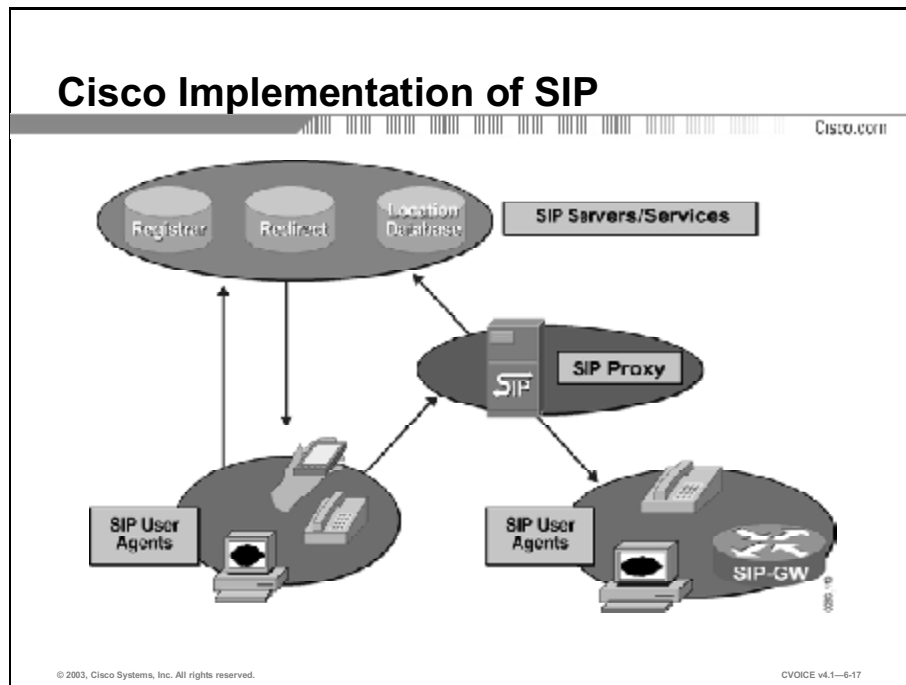 Cisco Implementation of SIP
Cisco.com
Registrar
Redirect
Location
Database
SIP Servers/Services
SIP Proxy
SIP
SIP User
Agents
SIP User
Agents
SIP-GW
© 2003, Cisco Systems, Inc. All rights reserved.
CVOICE v4.1—6-17